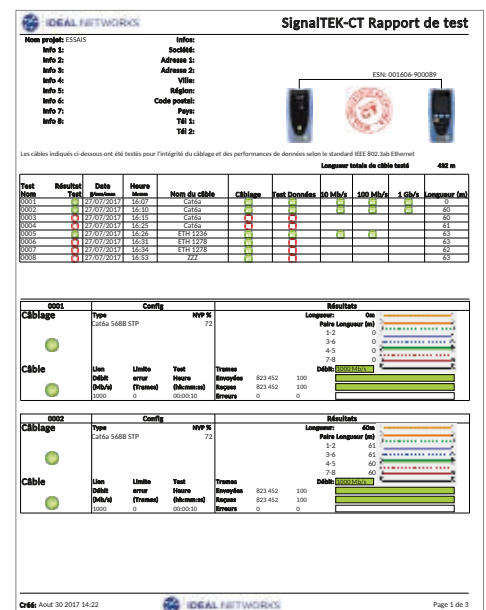 IDEAL NETWORKS
SignalTEK-CT Rapport de test
Nom projet: ESSAIS
Infos:
Info 1:
Société:
Info 2:
Adresse 1:
Info 3:
Adresse 2:
Info 4:
Ville:
Info 5:
Région:
Info 6:
Code postal:
Info 7:
Pays:
Info 8:
Tél 1:
Tél 2:
ESN: 001606-900089
CT
Les câbles indiqués ci-dessous ont été testés pour l'intégrité du câblage et des performances de données selon le standard IEEE 802.3ab Ethernet
Longueur totale de câble testé 432 m
Test Nom Résultat Test Date Heure Nom du câble Câblage Test Données 10 Mb/s 100 Mb/s 1 Gb/s Longueur (m)
0001 27/07/2017 16:07 Cat6a 0
0002 27/07/2017 16:10 Cat6a 60
0003 27/07/2017 16:15 Cat6a 60
0004 27/07/2017 16:25 Cat6a 61
0005 27/07/2017 16:26 ETH 1236 63
0006 27/07/2017 16:31 ETH 1278 63
0007 27/07/2017 16:34 ETH 1278 62
0008 27/07/2017 16:53 ZZZ 63
0001 Config Résultats
Câblage Type NVP % Longueur: 0m
Cat6a 568B STP 72 Paire Longueur (m)
1-2 0
3-6 0
4-5 0
7-8 0
Câble Lien Limite Test Trames Débit: 1000 Mb/s
Débit error Heure Envoyées 823 452 100
(Mb/s) (Trames) (hh:mm:ss) Reçues 823 452 100
1000 0 00:00:10 Erreurs 0 0
0002 Config Résultats
Câblage Type NVP % Longueur: 60m
Cat6a 568B STP 72 Paire Longueur (m)
1-2 61
3-6 61
4-5 60
7-8 60
Câble Lien Limite Test Trames Débit: 1000 Mb/s
Débit error Heure Envoyées 823 452 100
(Mb/s) (Trames) (hh:mm:ss) Reçues 823 452 100
1000 0 00:00:10 Erreurs 0 0
Créé: Aout 30 2017 14:22
IDEAL NETWORKS
Page 1 de 3